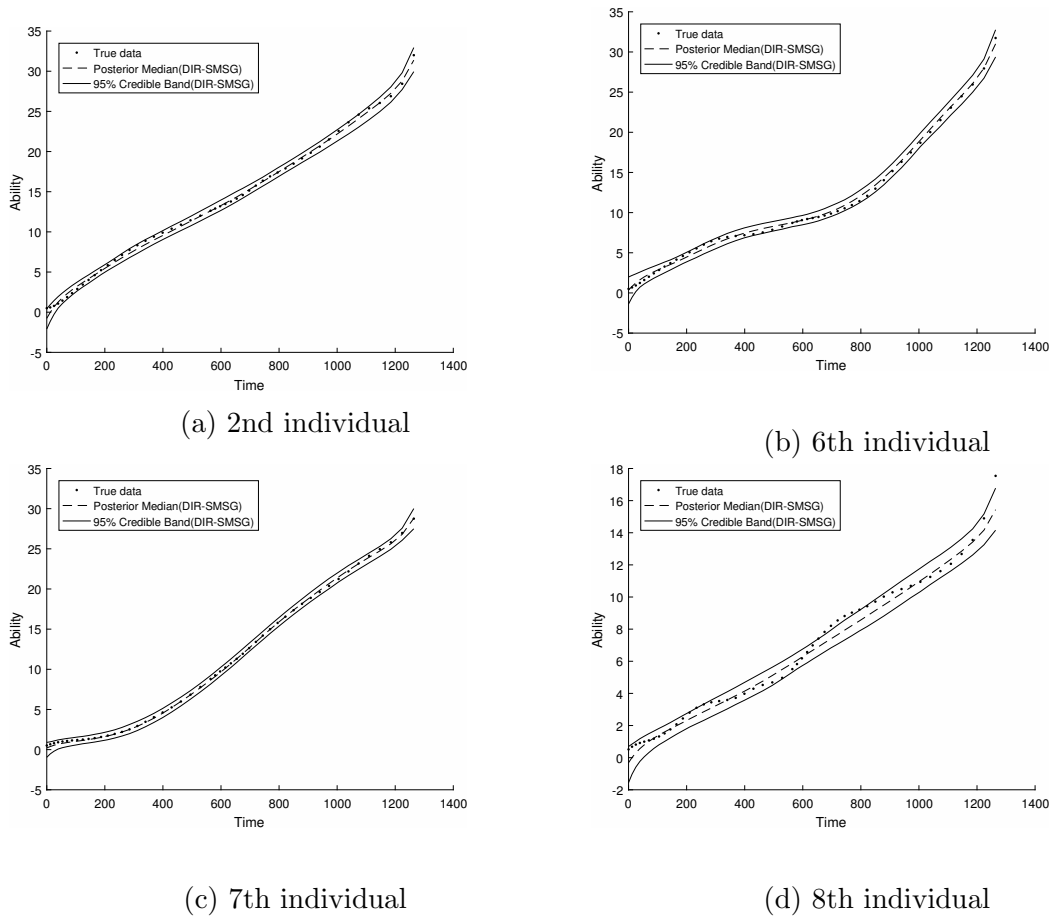 35
30
25
20
15
10
5
0
-5
Ability
True data
Posterior Median(DIR-SMSG)
95% Credible Band(DIR-SMSG)
0 200 400 600 800 1000 1200 1400
Time
(a) 2nd individual
35
30
25
20
15
10
5
0
-5
Ability
True data
Posterior Median(DIR-SMSG)
95% Credible Band(DIR-SMSG)
0 200 400 600 800 1000 1200 1400
Time
(b) 6th individual
35
30
25
20
15
10
5
0
-5
Ability
True data
Posterior Median(DIR-SMSG)
95% Credible Band(DIR-SMSG)
0 200 400 600 800 1000 1200 1400
Time
(c) 7th individual
18
16
14
12
10
8
6
4
2
0
-2
Ability
True data
Posterior Median(DIR-SMSG)
95% Credible Band(DIR-SMSG)
0 200 400 600 800 1000 1200 1400
Time
(d) 8th individual